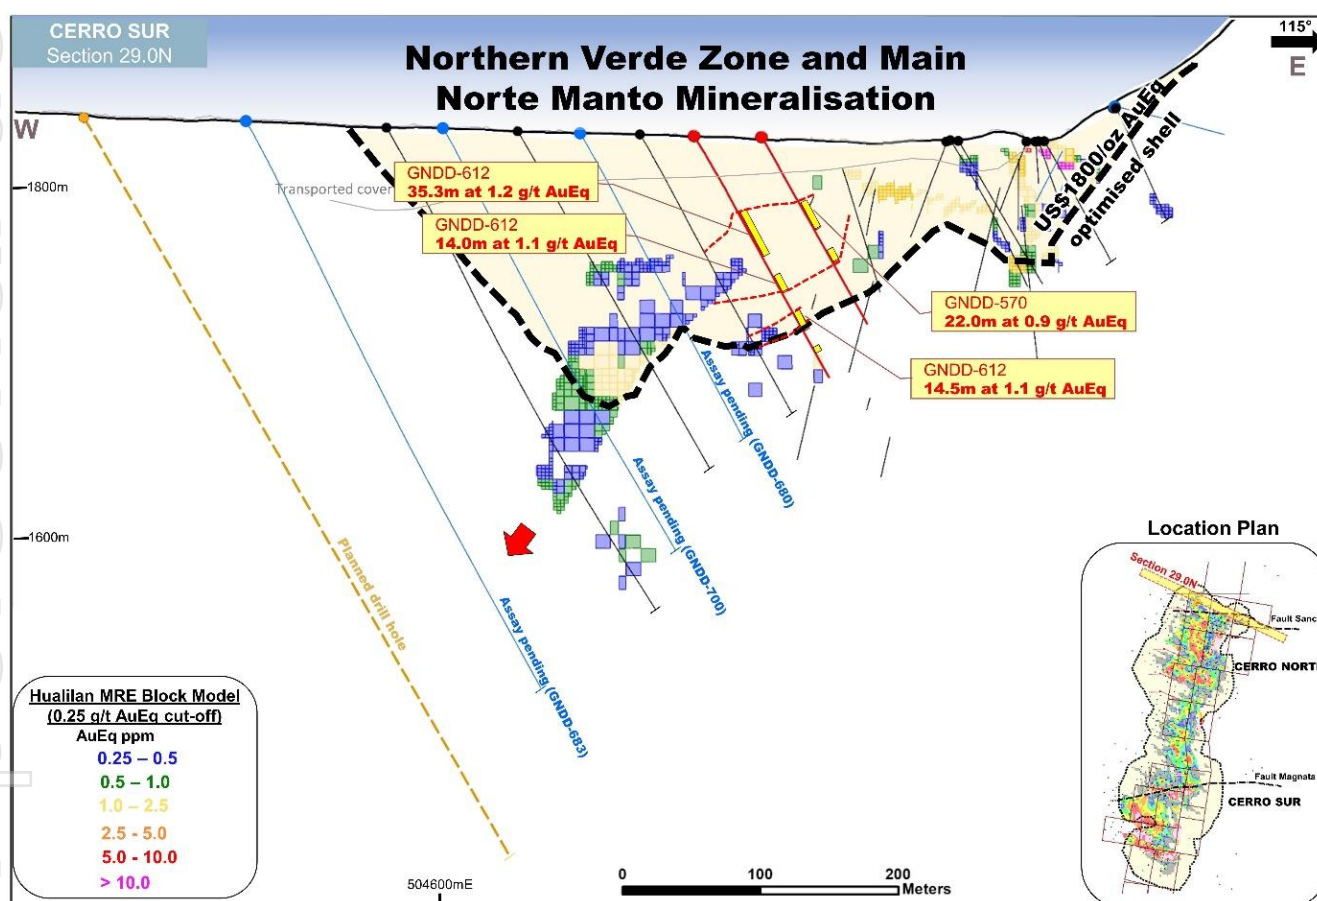 CERRO SUR
Section 29.0N
Northern Verde Zone and Main
Norte Manto Mineralisation
115°
E
W
1800m
Transported cover
GNDD-612
35.3m at 1.2 g/t AuEq
GNDD-612
14.0m at 1.1 g/t AuEq
US$1800/oz AuEq
optimised shell
GNDD-570
22.0m at 0.9 g/t AuEq
GNDD-612
14.5m at 1.1 g/t AuEq
Assay pending (GNDD-680)
Assay pending (GNDD-700)
Assay pending (GNDD-683)
Planned drill hole
1600m
Hualilan MRE Block Model
(0.25 g/t AuEq cut-off)
AuEq ppm
0.25 – 0.5
0.5 – 1.0
1.0 – 2.5
2.5 - 5.0
5.0 - 10.0
> 10.0
504600mE
0 100 200
Meters
Location Plan
Section 29.0N
Fault Sanc
CERRO NORT
Fault Magnata
CERRO SUR